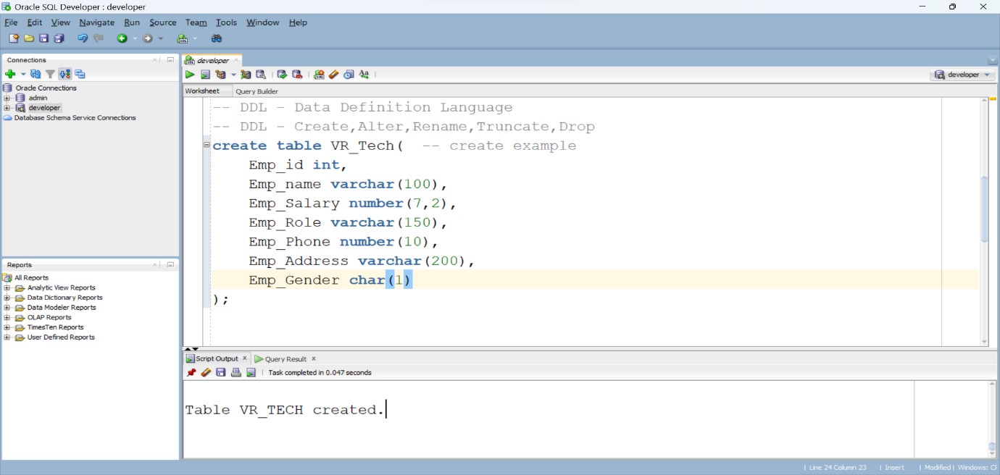 Oracle SQL Developer : developer
File Edit View Navigate Run Source Team Tools Window Help
Connections
Oracle Connections
admin
developer
Database Schema Service Connections
Reports
All Reports
Analytic View Reports
Data Dictionary Reports
Data Modeler Reports
OLAP Reports
TimesTen Reports
User Defined Reports
developer
developer
Worksheet Query Builder
-- DDL - Data Definition Language
-- DDL - Create,Alter,Rename,Truncate,Drop
create table VR_Tech(  -- create example
    Emp_id int,
    Emp_name varchar(100),
    Emp_Salary number(7,2),
    Emp_Role varchar(150),
    Emp_Phone number(10),
    Emp_Address varchar(200),
    Emp_Gender char(1)
);
Script Output Query Result
Task completed in 0.047 seconds
Table VR_TECH created.
Line 24 Column 23 | Insert | Modified | Windows: